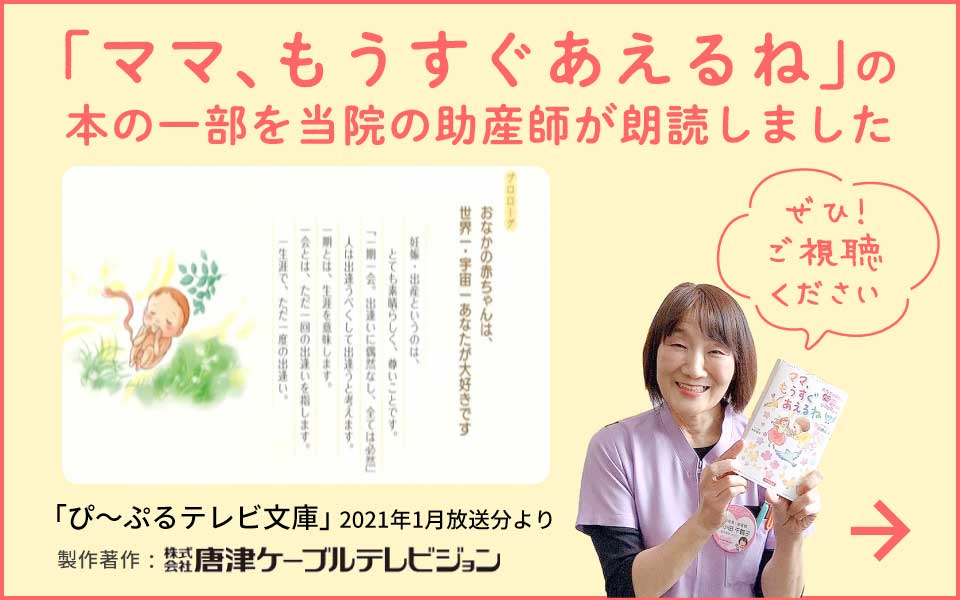 「ママ、もうすぐあえるね」の
本の一部を当院の助産師が朗読しました
プロローグ
おなかの赤ちゃんは、
世界一・宇宙一あなたが大好きです
妊娠・出産というのは、
とても素晴らしく、尊いことです。
「一期一会、出逢いに偶然なし、全ては必然」
人は出逢うべくして出逢うと考えます。
一期とは、生涯を意味します。
一会とは、ただ一回の出逢いを指します。
一生涯で、ただ一度の出逢い。
ぜひ!
ご視聴
ください
ママ、
もうすぐ
あえるね
「ぴ〜ぷるテレビ文庫」2021年1月放送分より
製作著作：株式会社唐津ケーブルテレビジョン